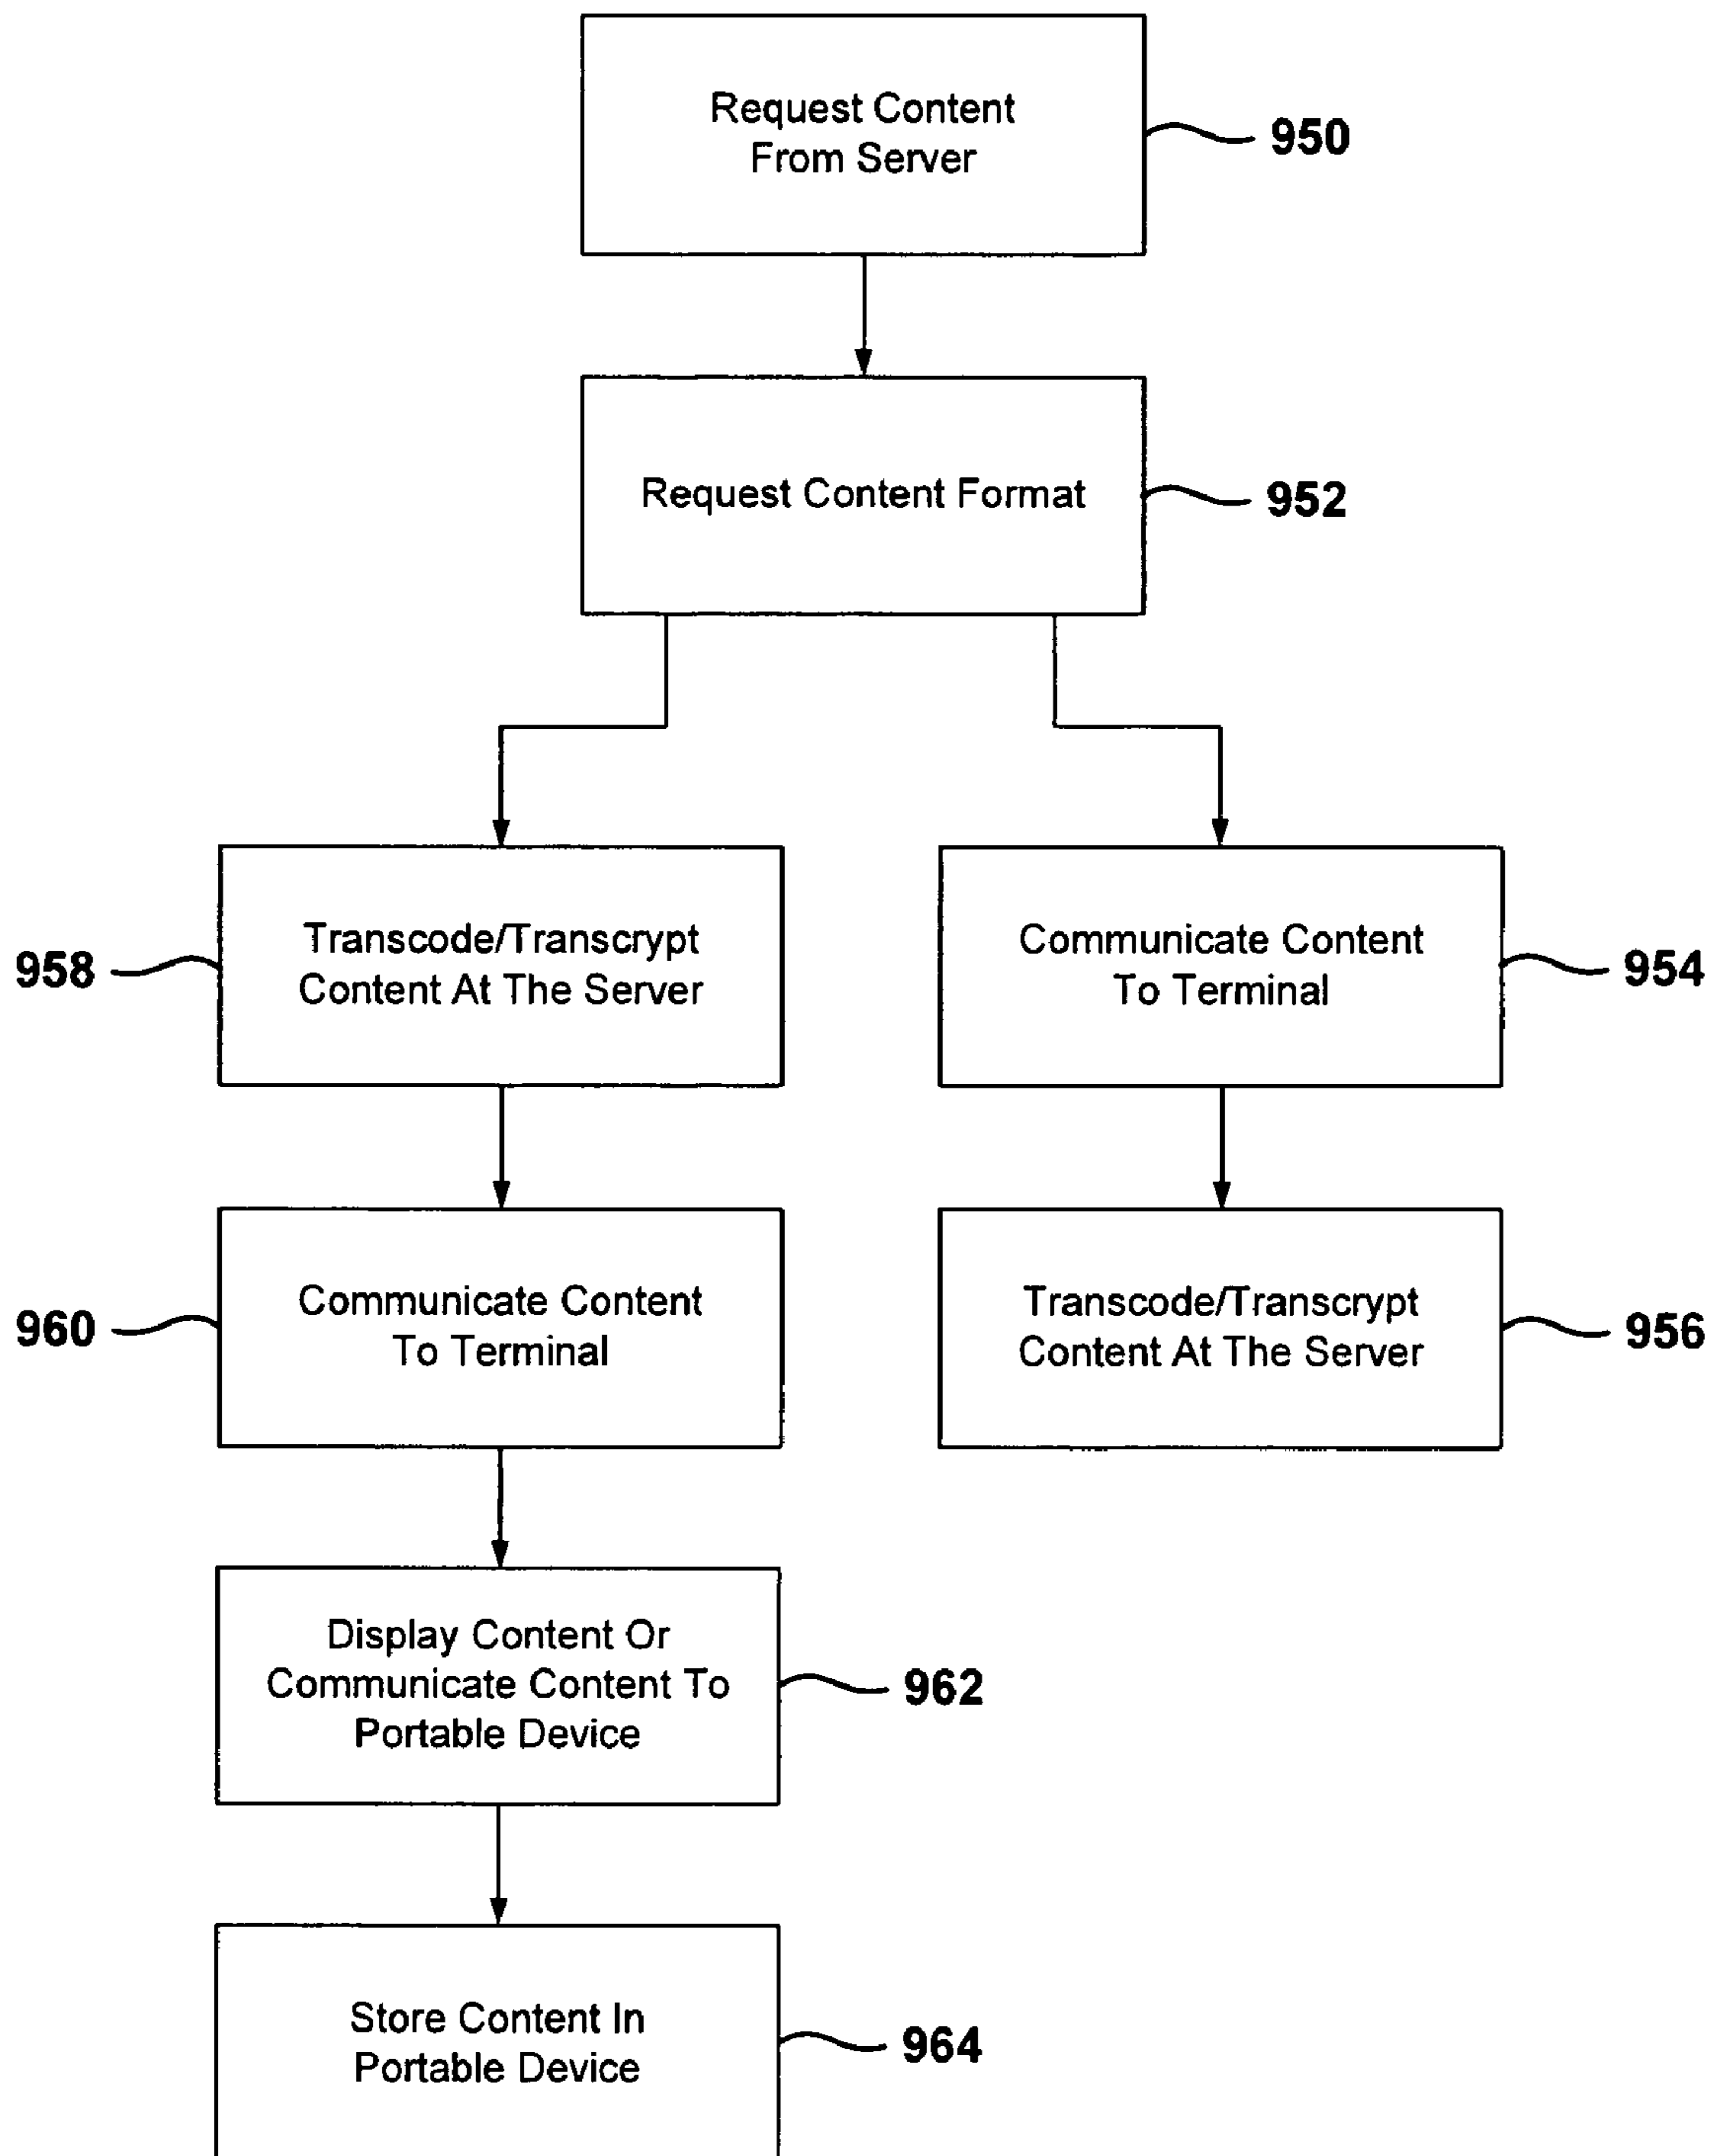 Request Content
From Server
950
Request Content Format
952
Transcode/Transcrypt
Content At The Server
958
Communicate Content
To Terminal
954
Communicate Content
To Terminal
960
Transcode/Transcrypt
Content At The Server
956
Display Content Or
Communicate Content To
Portable Device
962
Store Content In
Portable Device
964